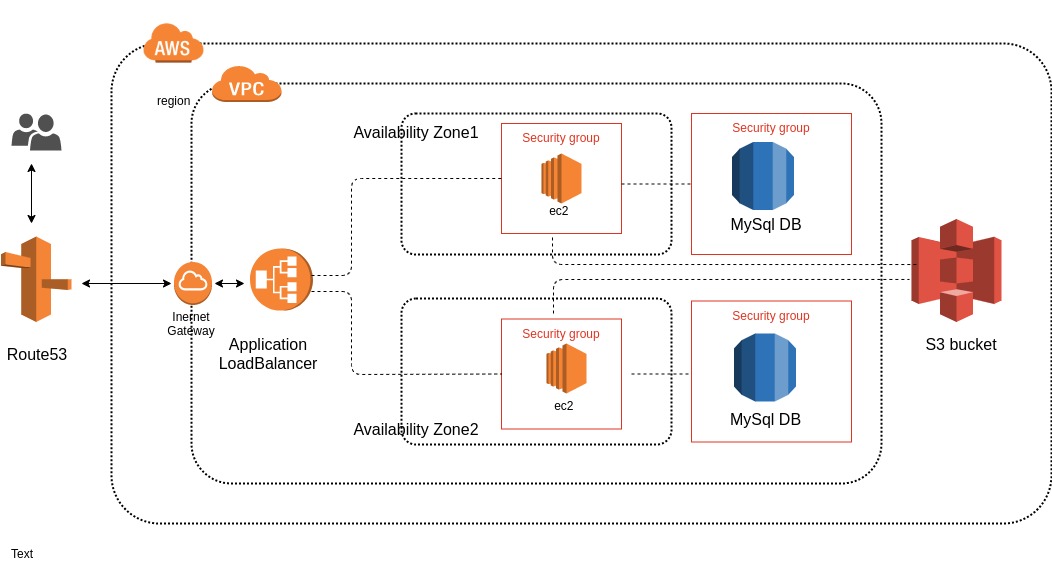 AWS
VPC
region
Availability Zone1
Security group
ec2
Security group
MySql DB
Inernet
Gateway
Application
LoadBalancer
Route53
S3 bucket
Security group
ec2
Security group
MySql DB
Availability Zone2
Text